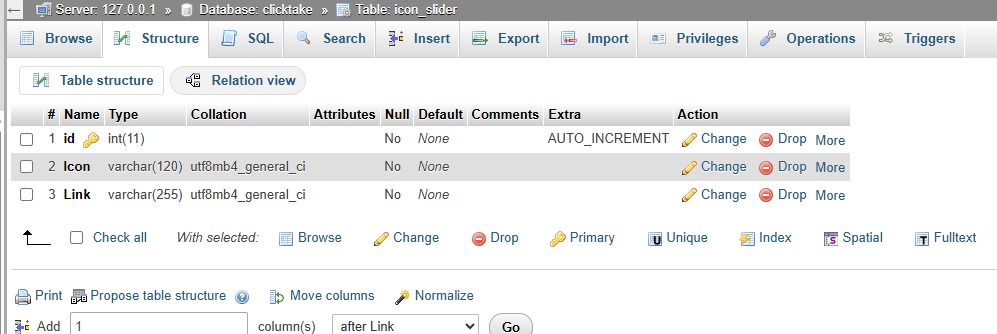 Server: 127.0.0.1 » Database: clicktake » Table: icon_slider
Browse Structure SQL Search Insert Export Import Privileges Operations Triggers
Table structure Relation view
# Name Type Collation Attributes Null Default Comments Extra Action
1 id int(11) No None AUTO_INCREMENT Change Drop More
2 Icon varchar(120) utf8mb4_general_ci No None Change Drop More
3 Link varchar(255) utf8mb4_general_ci No None Change Drop More
Check all With selected: Browse Change Drop Primary Unique Index Spatial Fulltext
Print Propose table structure Move columns Normalize
Add 1 column(s) after Link Go